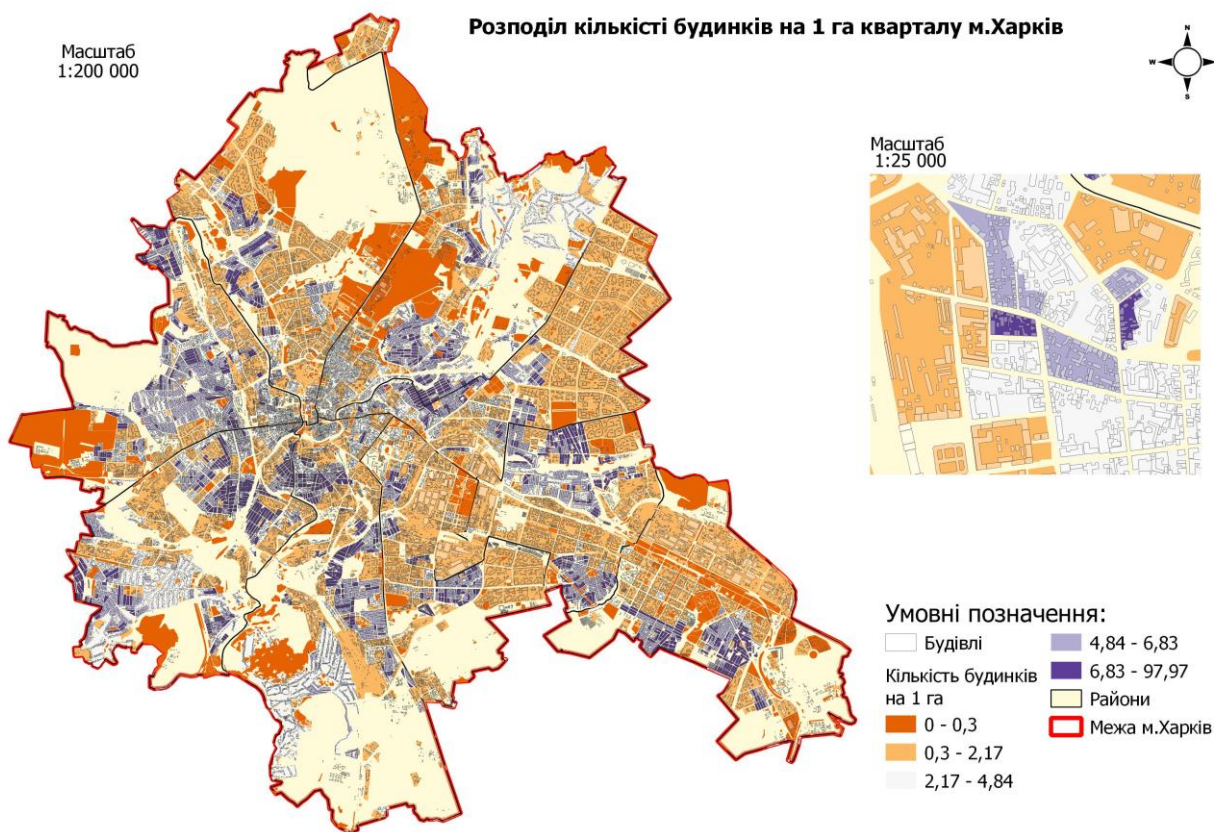 Розподіл кількісті будинків на 1 га кварталу м.Харків
Масштаб
1:200 000
N
W
S
Масштаб
1:25 000
Умовні позначення:
Будівлі
Кількість будинків
на 1 га
0 - 0,3
0,3 - 2,17
2,17 - 4,84
4,84 - 6,83
6,83 - 97,97
Райони
Межа м.Харків